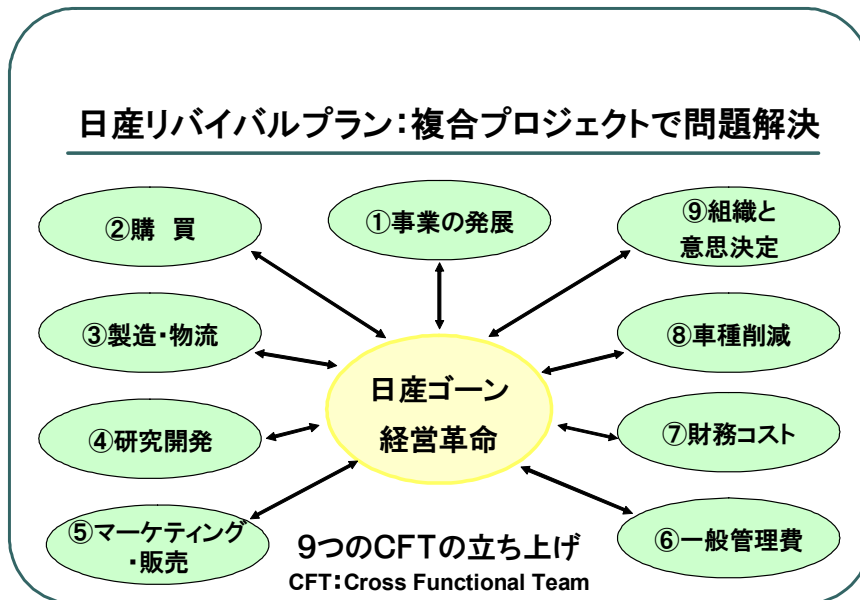 日産リバイバルプラン：複合プロジェクトで問題解決
①事業の発展
②購　買
③製造・物流
④研究開発
⑤マーケティング
・販売
⑥一般管理費
⑦財務コスト
⑧車種削減
⑨組織と
意思決定
日産ゴーン
経営革命
9つのCFTの立ち上げ
CFT：Cross Functional Team